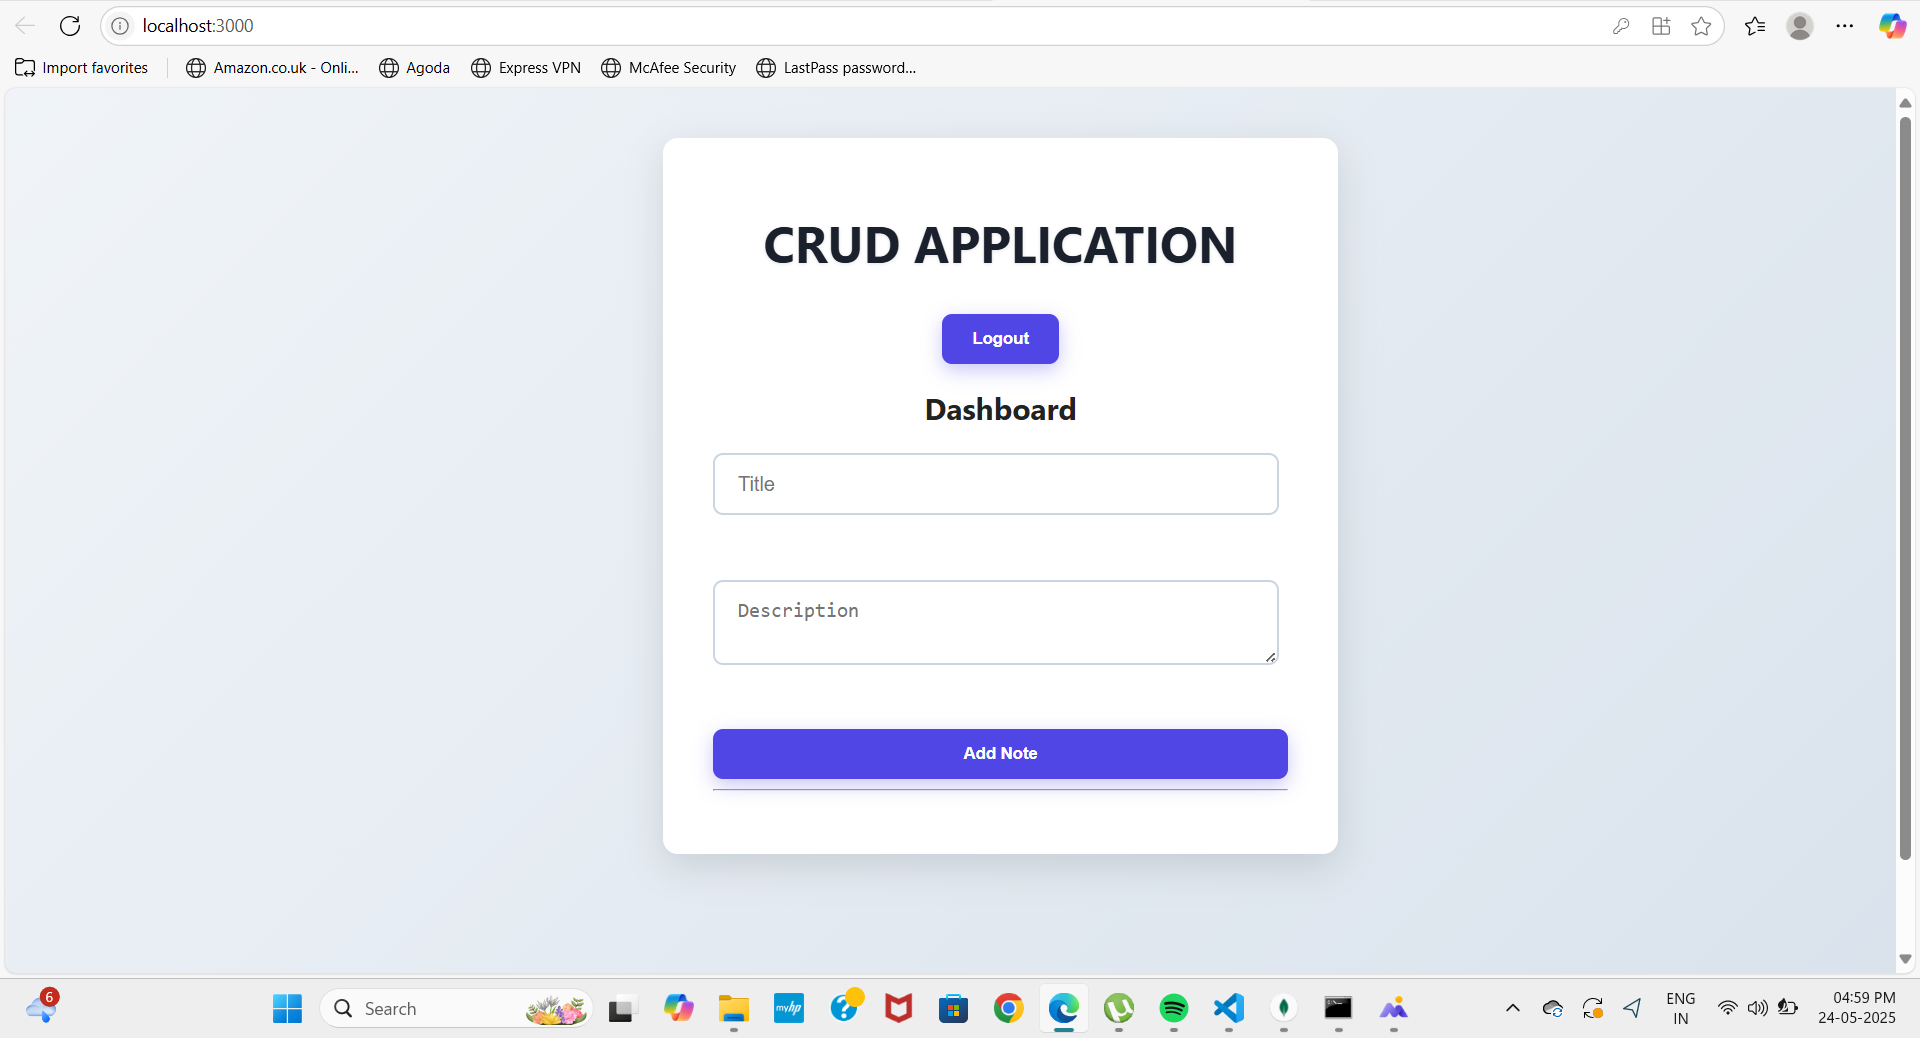 localhost:3000
Import favorites
Amazon.co.uk - Onli...
Agoda
Express VPN
McAfee Security
LastPass password...
CRUD APPLICATION
Logout
Dashboard
Title
Description
Add Note
6
Search
myhp
ENG
IN
04:59 PM
24-05-2025